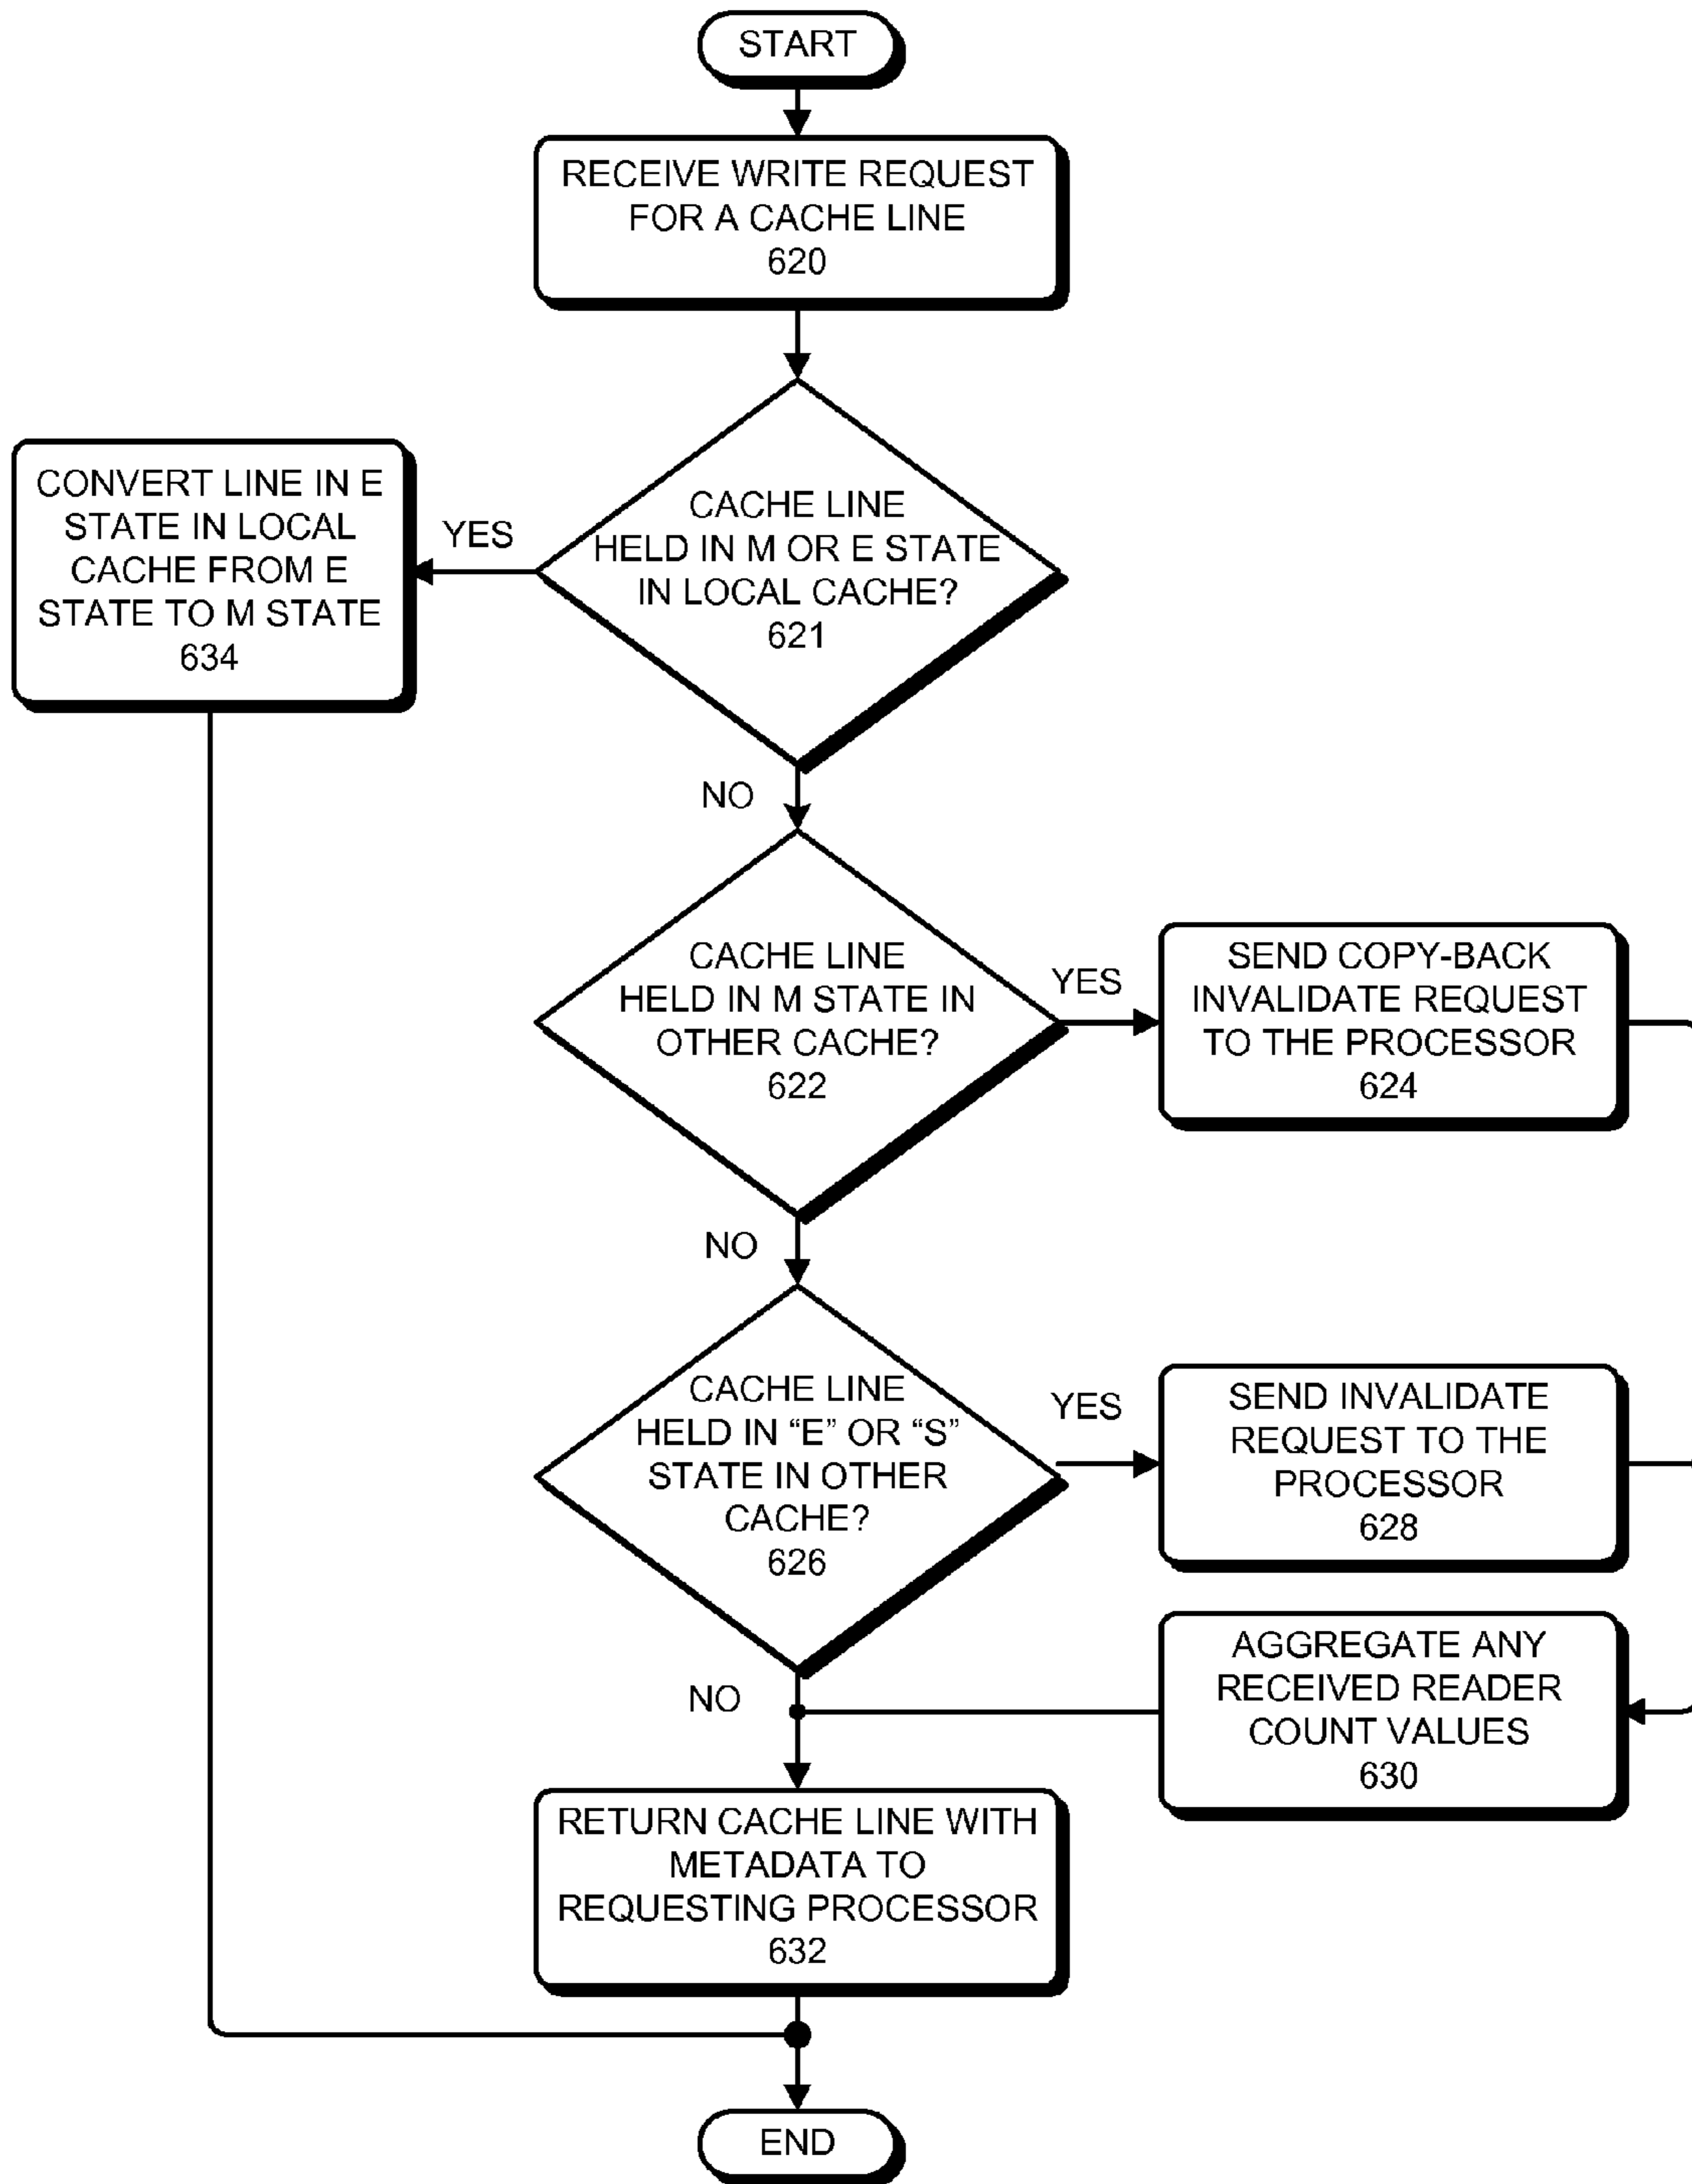 START
RECEIVE WRITE REQUEST
FOR A CACHE LINE
620
CACHE LINE
HELD IN M OR E STATE
IN LOCAL CACHE?
621
YES
CONVERT LINE IN E
STATE IN LOCAL
CACHE FROM E
STATE TO M STATE
634
NO
CACHE LINE
HELD IN M STATE IN
OTHER CACHE?
622
YES
SEND COPY-BACK
INVALIDATE REQUEST
TO THE PROCESSOR
624
NO
CACHE LINE
HELD IN “E” OR “S”
STATE IN OTHER
CACHE?
626
YES
SEND INVALIDATE
REQUEST TO THE
PROCESSOR
628
AGGREGATE ANY
RECEIVED READER
COUNT VALUES
630
NO
RETURN CACHE LINE WITH
METADATA TO
REQUESTING PROCESSOR
632
END